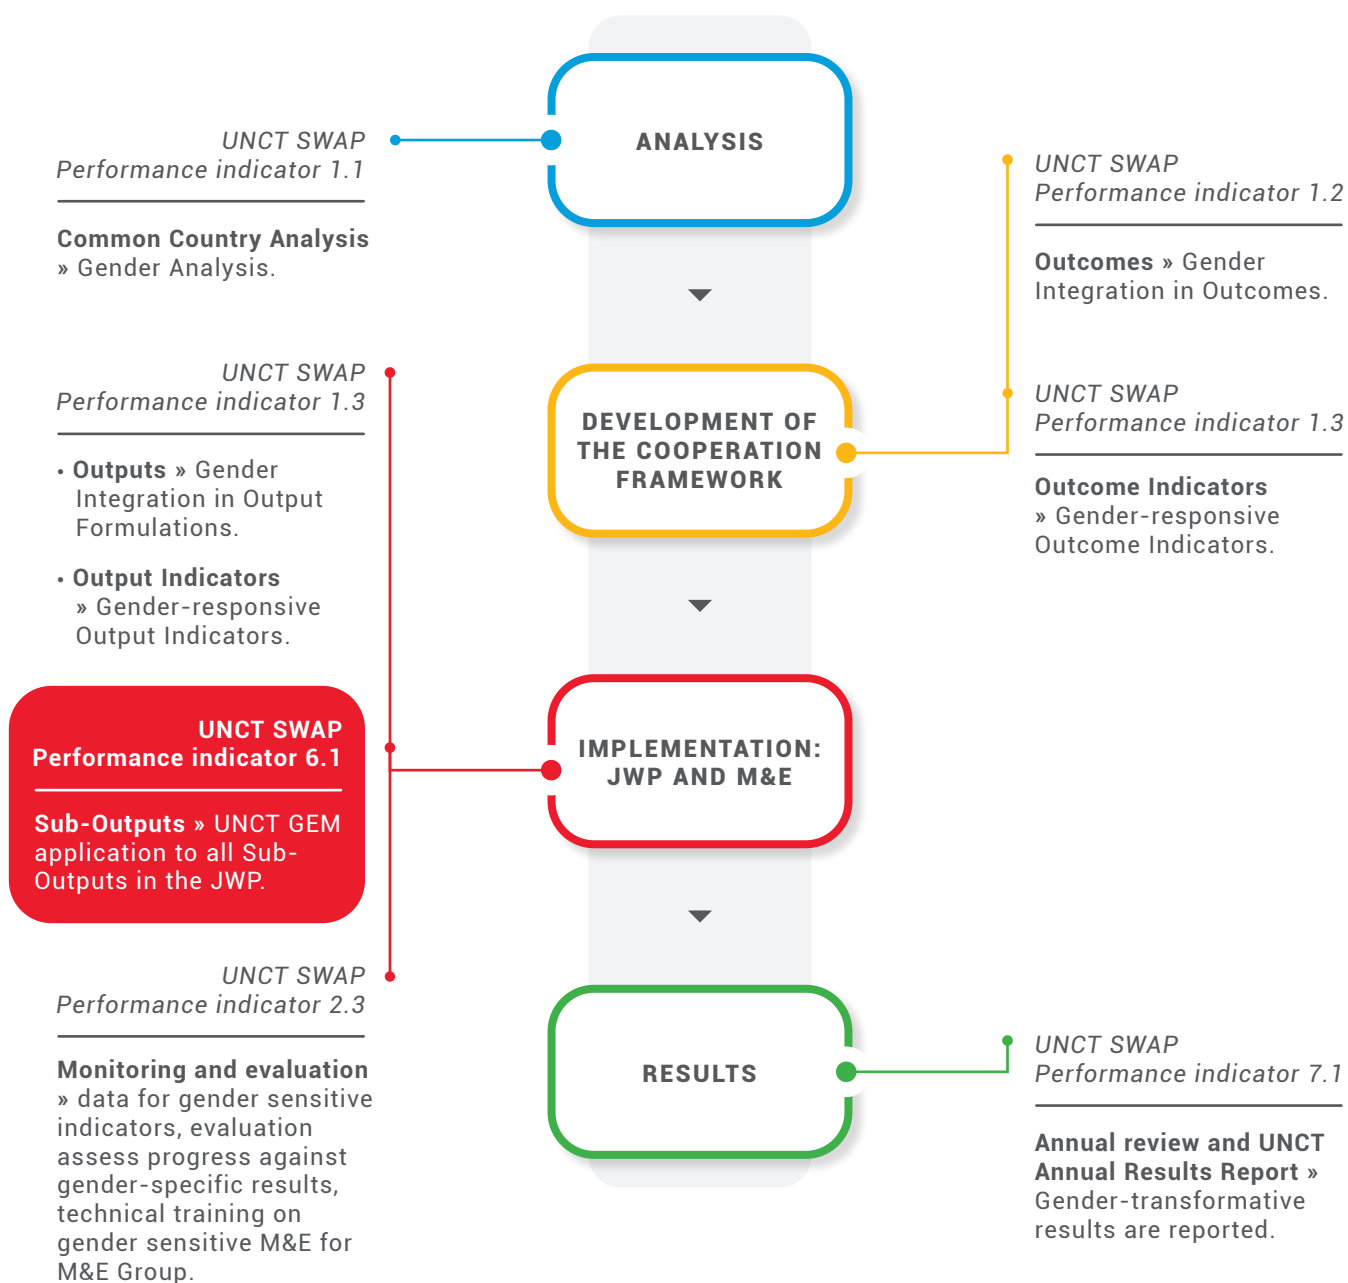 ANALYSIS
UNCT SWAP
Performance indicator 1.1
Common Country Analysis
» Gender Analysis.
UNCT SWAP
Performance indicator 1.2
Outcomes » Gender
Integration in Outcomes.
DEVELOPMENT OF
THE COOPERATION
FRAMEWORK
UNCT SWAP
Performance indicator 1.3
Outcome Indicators
» Gender-responsive
Outcome Indicators.
UNCT SWAP
Performance indicator 1.3
• Outputs » Gender
Integration in Output
Formulations.
• Output Indicators
» Gender-responsive
Output Indicators.
UNCT SWAP
Performance indicator 6.1
Sub-Outputs » UNCT GEM
application to all Sub-
Outputs in the JWP.
IMPLEMENTATION:
JWP AND M&E
UNCT SWAP
Performance indicator 2.3
Monitoring and evaluation
» data for gender sensitive
indicators, evaluation
assess progress against
gender-specific results,
technical training on
gender sensitive M&E for
M&E Group.
RESULTS
UNCT SWAP
Performance indicator 7.1
Annual review and UNCT
Annual Results Report »
Gender-transformative
results are reported.